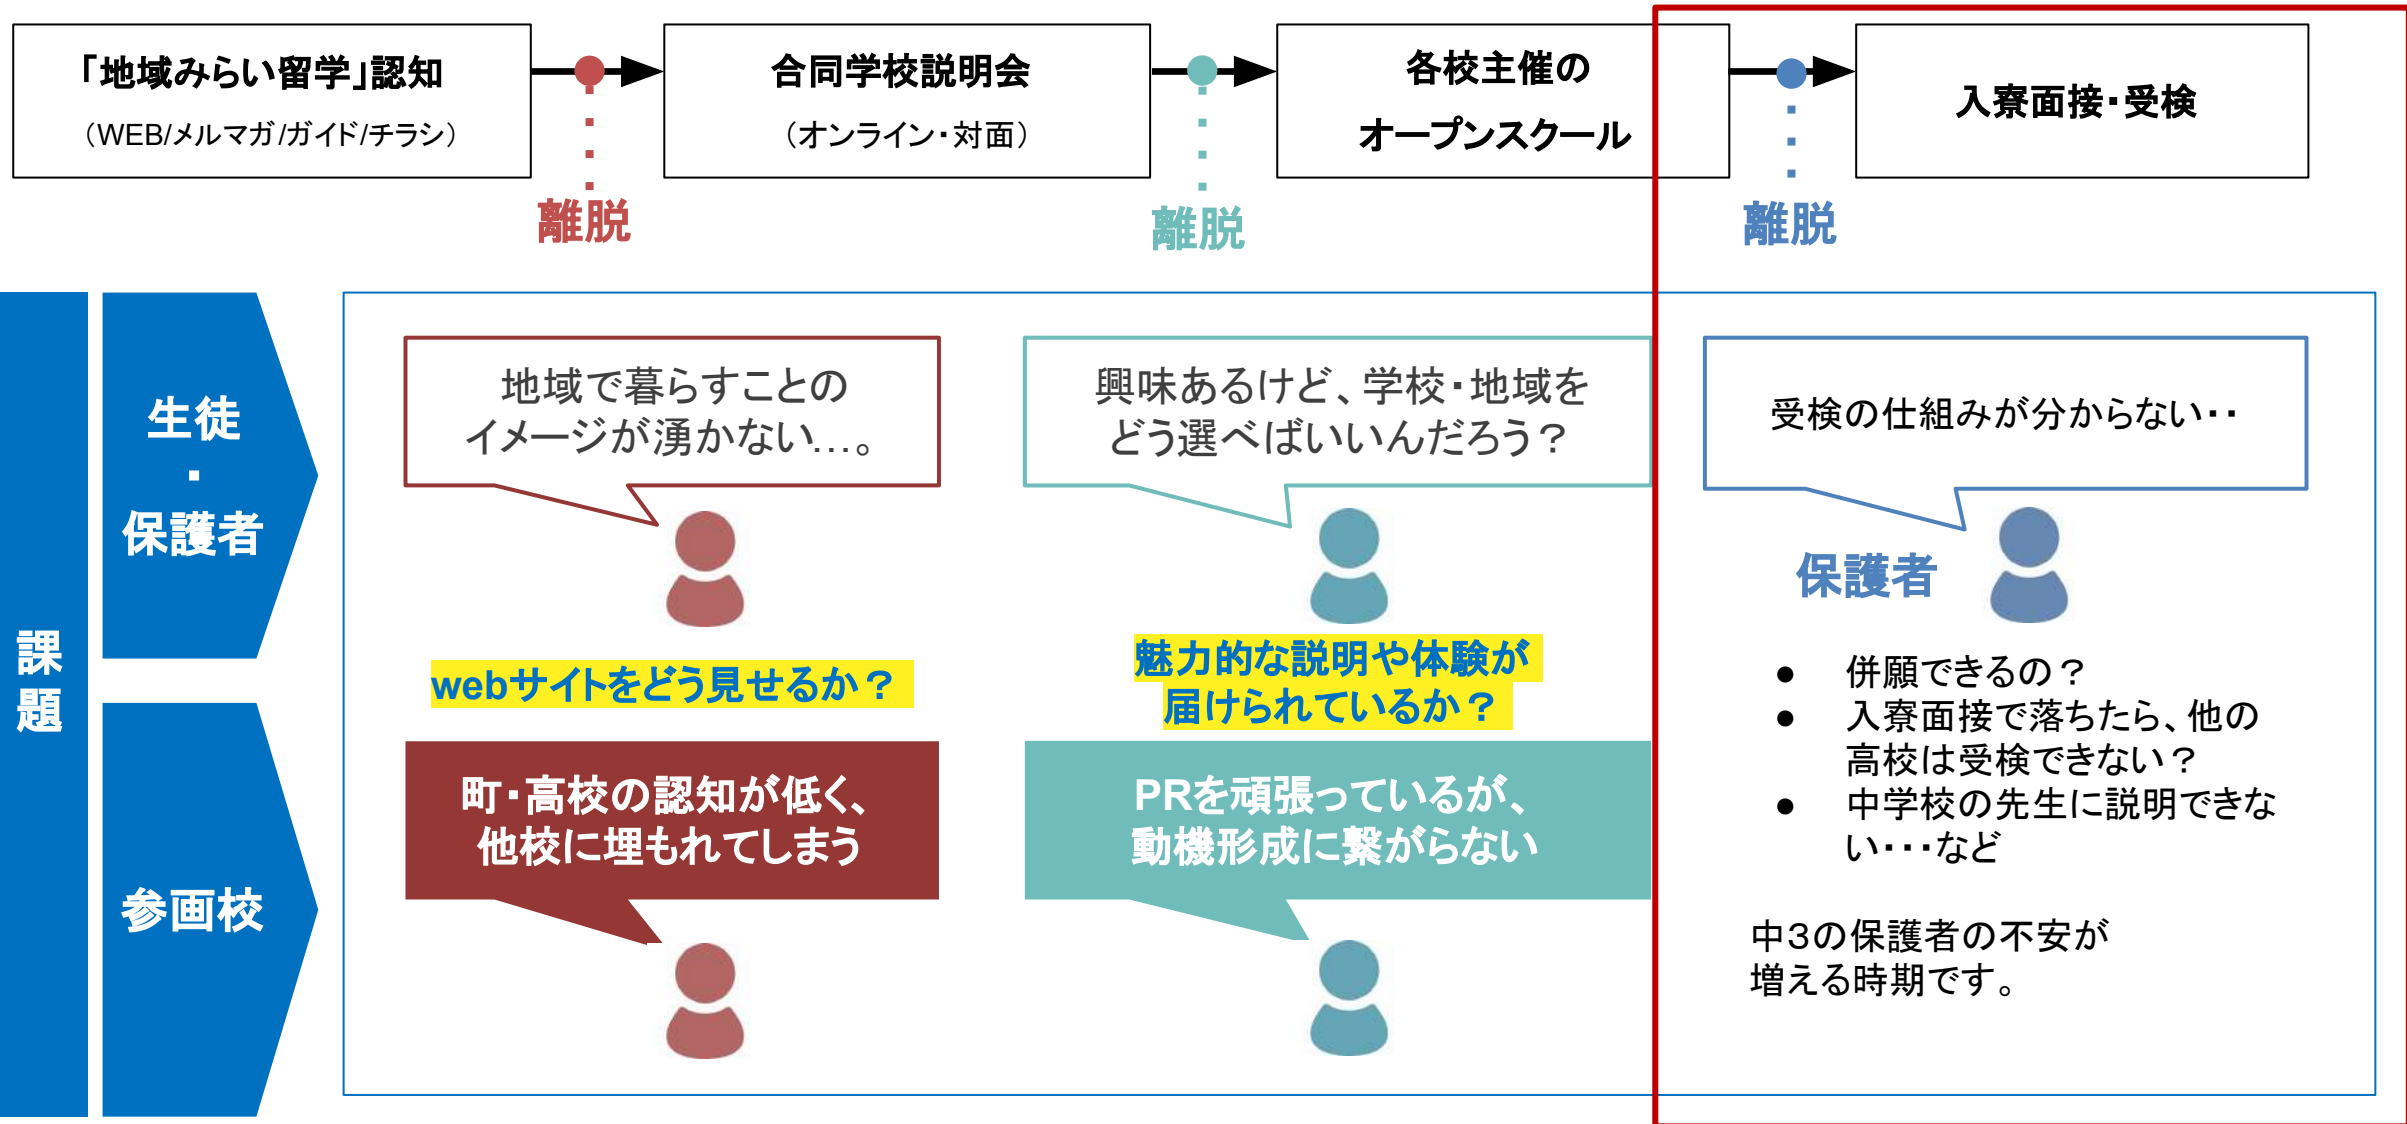 「地域みらい留学」認知
（WEB/メルマガ/ガイド/チラシ）
合同学校説明会
（オンライン・対面）
各校主催の
オープンスクール
入寮面接・受検
離脱
離脱
離脱
課題
生徒
・
保護者
参画校
地域で暮らすことの
イメージが湧かない…。
webサイトをどう見せるか？
町・高校の認知が低く、
他校に埋もれてしまう
興味あるけど、学校・地域を
どう選べばいいんだろう？
魅力的な説明や体験が
届けられているか？
PRを頑張っているが、
動機形成に繋がらない
受検の仕組みが分からない・・
保護者
● 併願できるの？
● 入寮面接で落ちたら、他の
高校は受検できない？
● 中学校の先生に説明できな
い・・・など
中3の保護者の不安が
増える時期です。